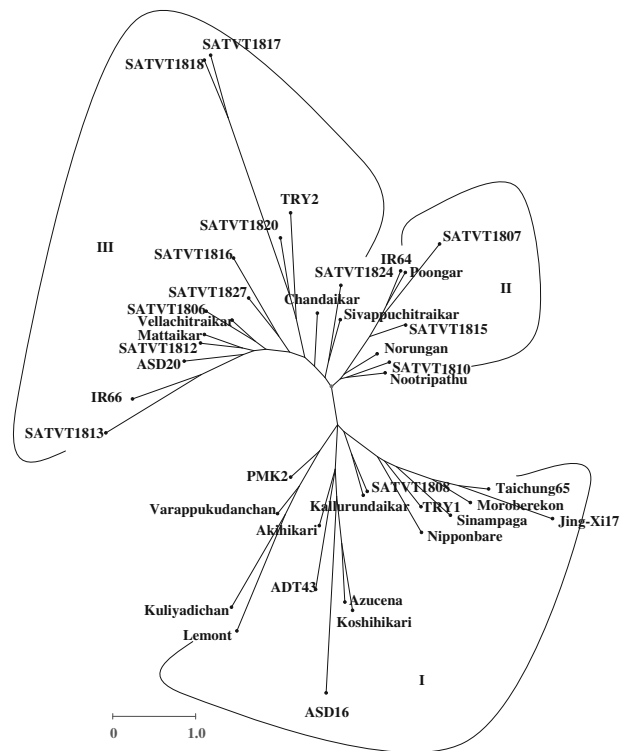 SATVT1817
SATVT1818
TRY2
SATVT1820
SATVT1807
III
SATVT1816
IR64
SATVT1824
Poongar
II
SATVT1827
Chandaikar
SATVT1806
Sivappuchitraikar
Vellachitraikar
SATVT1815
Mattaikar
SATVT1812
Norungan
ASD20
SATVT1810
Nootripathu
IR66
SATVT1813
PMK2
SATVT1808
Taichung65
Kallurundaikar
Moroberekon
Varappukudanchan
TRY1
Sinampaga
Jing-Xi17
Akihikari
Nipponbare
ADT43
Azucena
Kuliyadichan
Koshihikari
Lemont
I
ASD16
0 1.0